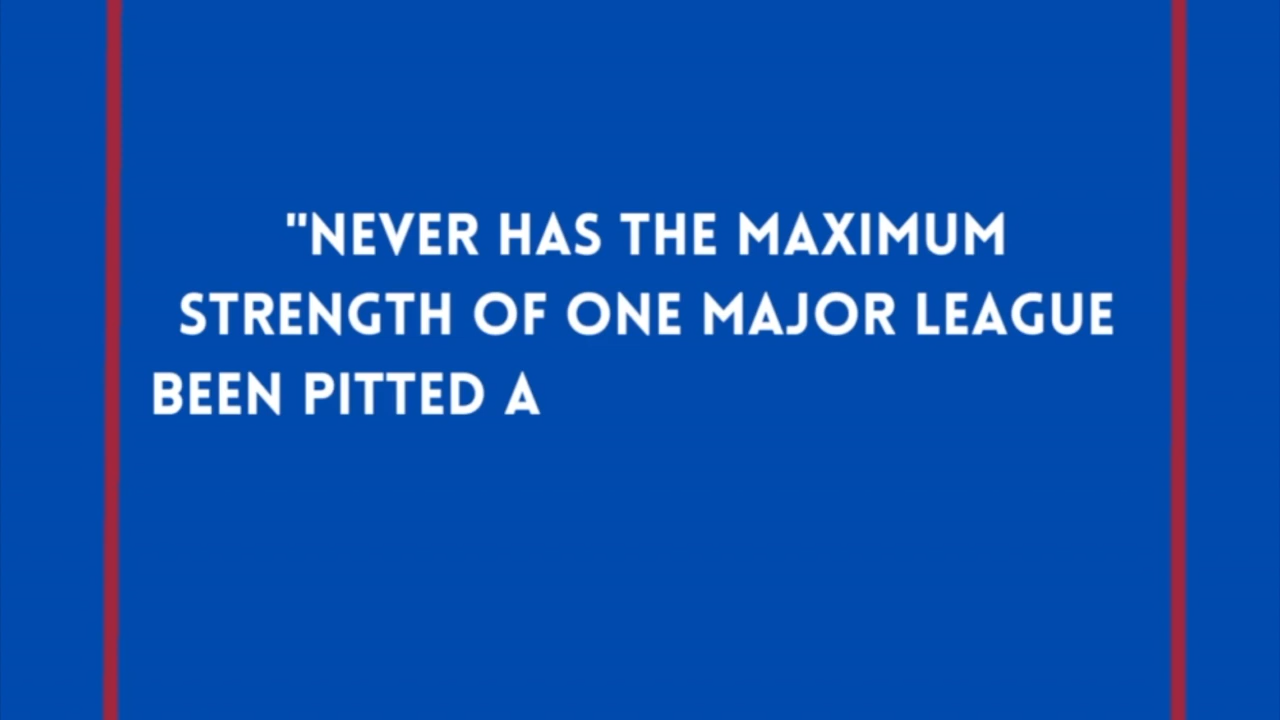 "NEVER HAS THE MAXIMUM
STRENGTH OF ONE MAJOR LEAGUE
BEEN PITTED A